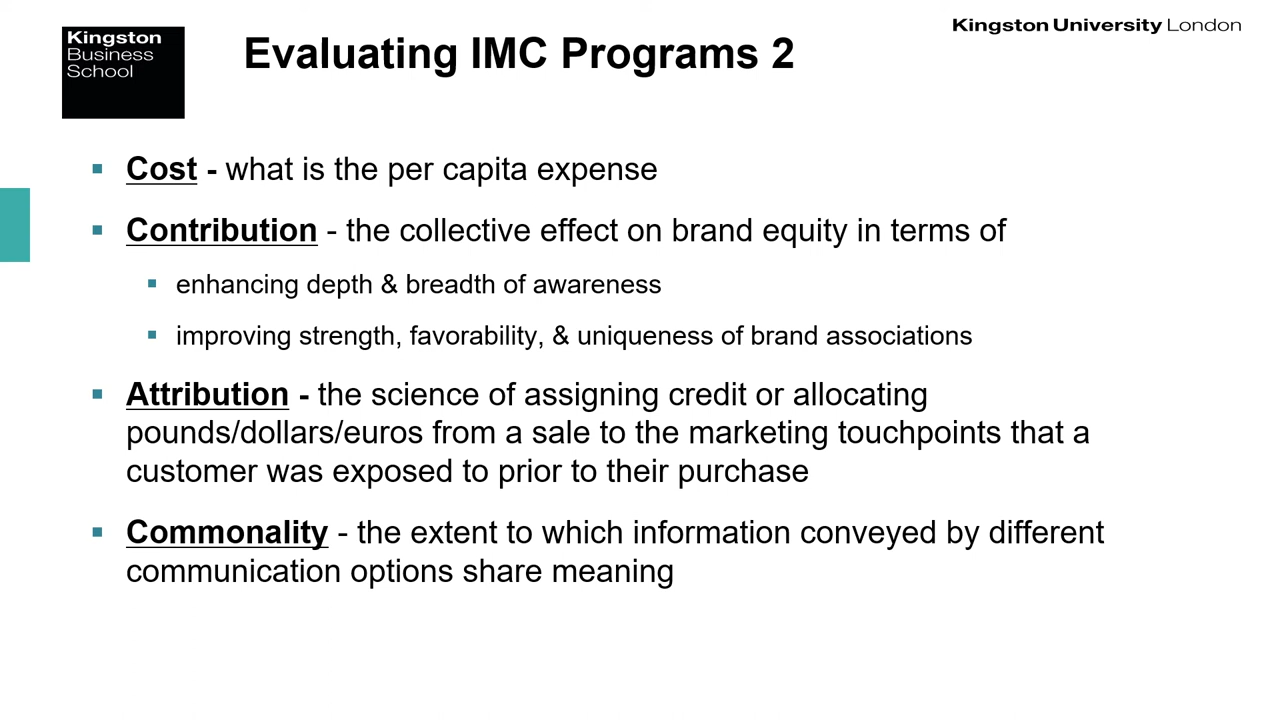 Kingston
Business
School
Evaluating IMC Programs 2
Kingston University London
Cost - what is the per capita expense
Contribution - the collective effect on brand equity in terms of
enhancing depth & breadth of awareness
improving strength, favorability, & uniqueness of brand associations
Attribution - the science of assigning credit or allocating
pounds/dollars/euros from a sale to the marketing touchpoints that a
customer was exposed to prior to their purchase
Commonality - the extent to which information conveyed by different
communication options share meaning